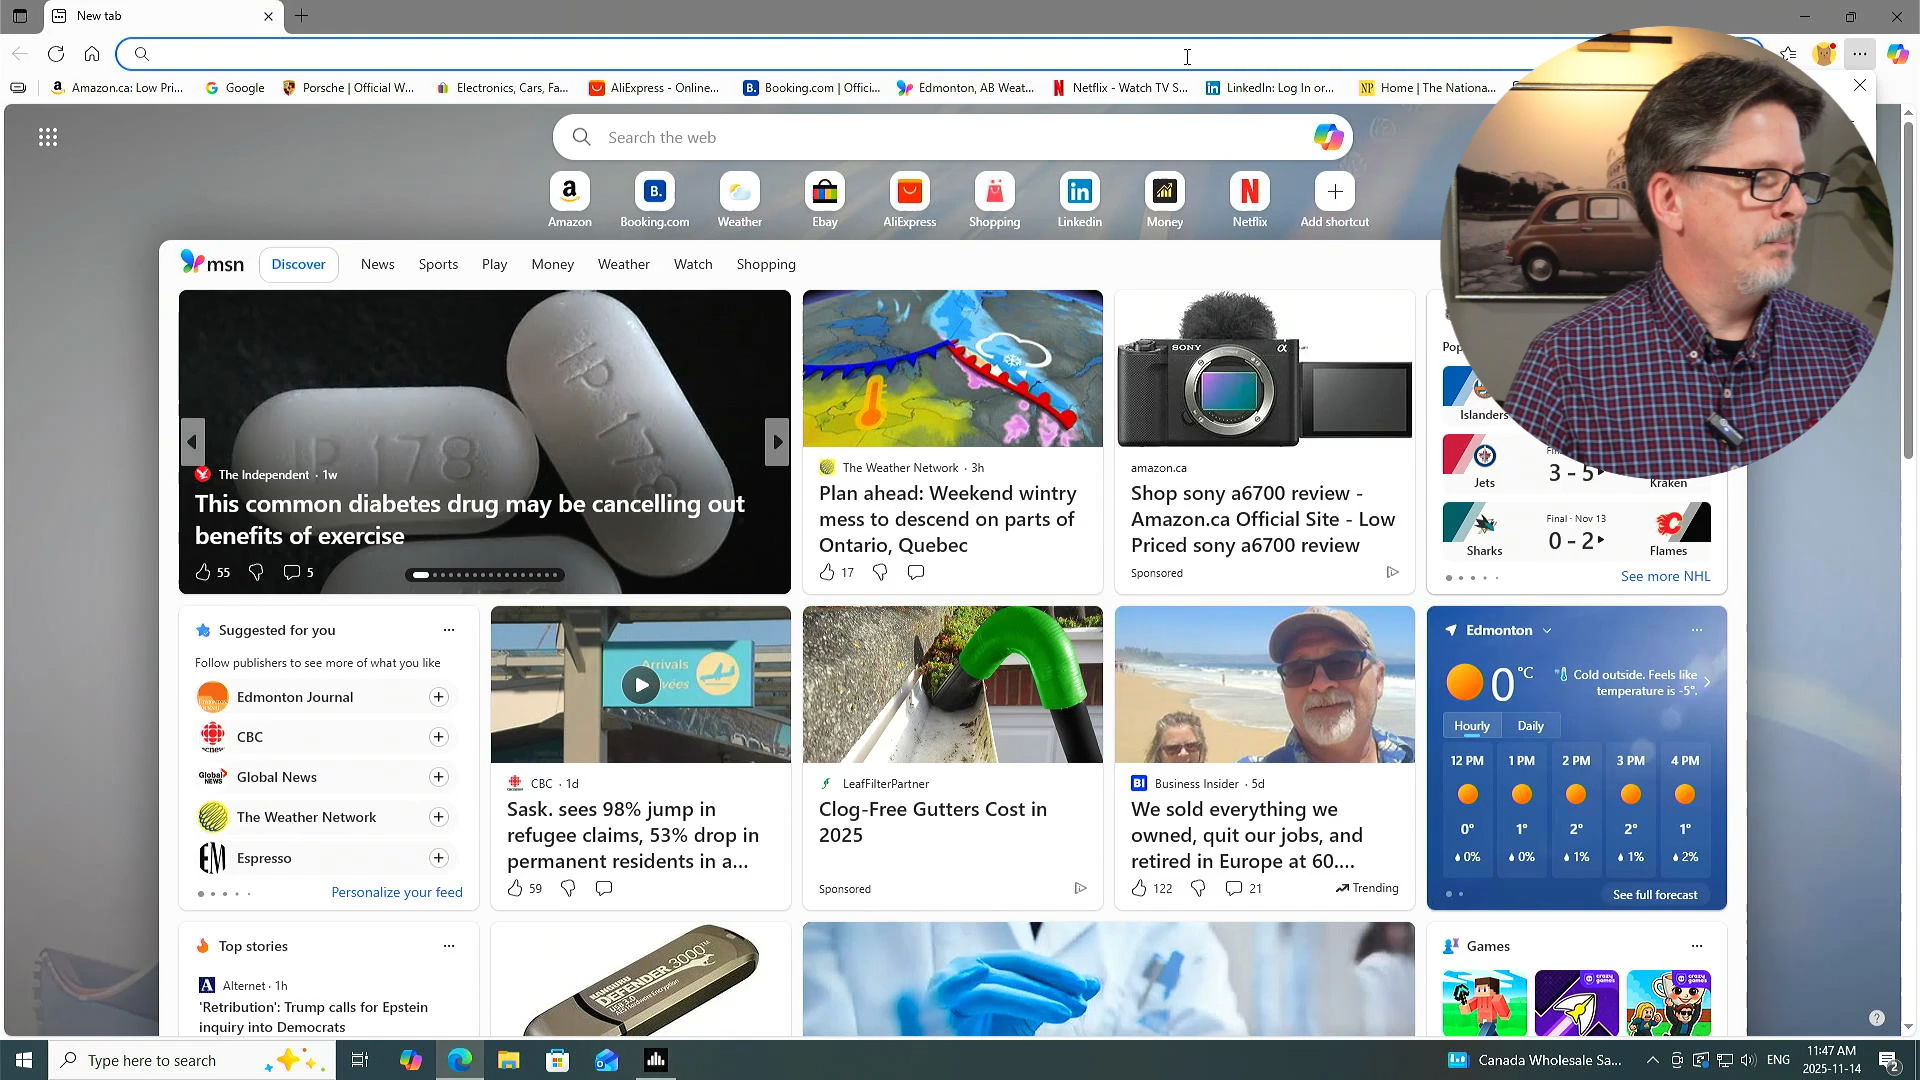 New tab
Amazon.ca: Low Pri...
Google
Porsche | Official W...
Electronics, Cars, Fa...
AliExpress - Online...
Booking.com | Offici...
Edmonton, AB Weat...
Netflix - Watch TV S...
LinkedIn: Log In or...
Home | The Nationa...
Search the web
Amazon
Booking.com
Weather
Ebay
AliExpress
Shopping
Linkedin
Money
Netflix
Add shortcut
msn
Discover
News
Sports
Play
Money
Weather
Watch
Shopping
The Independent · 1w
This common diabetes drug may be cancelling out
benefits of exercise
55
5
The Weather Network · 3h
Plan ahead: Weekend wintry
mess to descend on parts of
Ontario, Quebec
17
SONY
amazon.ca
Shop sony a6700 review -
Amazon.ca Official Site - Low
Priced sony a6700 review
Sponsored
Islanders
Jets
3 - 5
Kraken
Final · Nov 13
Sharks
0 - 2
Flames
See more NHL
Suggested for you
Follow publishers to see more of what you like
Edmonton Journal
CBC
Global News
The Weather Network
Espresso
Personalize your feed
Arrivals
CBC · 1d
Sask. sees 98% jump in
refugee claims, 53% drop in
permanent residents in a...
59
LeafFilterPartner
Clog-Free Gutters Cost in
2025
Sponsored
Business Insider · 5d
We sold everything we
owned, quit our jobs, and
retired in Europe at 60....
122
21
Trending
Edmonton
0 °C
Cold outside. Feels like
temperature is -5°.
Hourly
Daily
12 PM 1 PM 2 PM 3 PM 4 PM
0° 1° 2° 2° 1°
0% 0% 1% 1% 2%
See full forecast
Top stories
Alternet · 1h
'Retribution': Trump calls for Epstein
inquiry into Democrats
KANGURU
DEFENDER 3000™
Games
Type here to search
Canada Wholesale Sa...
ENG
11:47 AM
2025-11-14
2